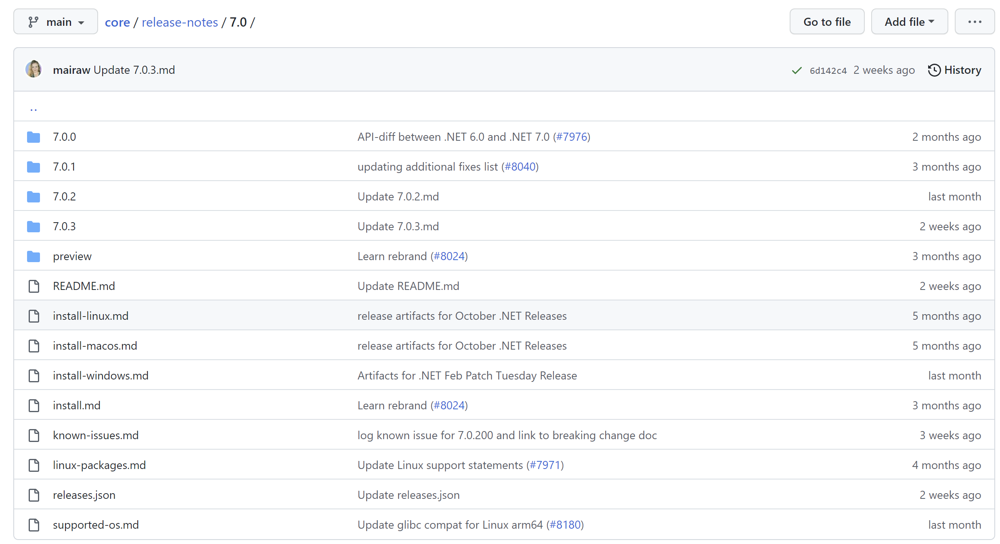 main core / release-notes / 7.0 / Go to file Add file ...
mairaw Update 7.0.3.md 6d142c4 2 weeks ago History
..
7.0.0 API-diff between .NET 6.0 and .NET 7.0 (#7976) 2 months ago
7.0.1 updating additional fixes list (#8040) 3 months ago
7.0.2 Update 7.0.2.md last month
7.0.3 Update 7.0.3.md 2 weeks ago
preview Learn rebrand (#8024) 3 months ago
README.md Update README.md 2 weeks ago
install-linux.md release artifacts for October .NET Releases 5 months ago
install-macos.md release artifacts for October .NET Releases 5 months ago
install-windows.md Artifacts for .NET Feb Patch Tuesday Release last month
install.md Learn rebrand (#8024) 3 months ago
known-issues.md log known issue for 7.0.200 and link to breaking change doc 3 weeks ago
linux-packages.md Update Linux support statements (#7971) 4 months ago
releases.json Update releases.json 2 weeks ago
supported-os.md Update glibc compat for Linux arm64 (#8180) last month